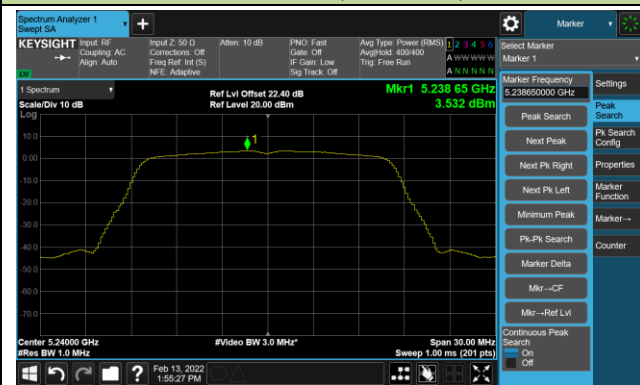 Spectrum Analyzer 1
Swept SA
Marker
KEYSIGHT
Input: RF
Coupling: AC
Align: Auto
Input Z: 50 Ω
Corrections: Off
Freq Ref: Int (S)
NFE: Adaptive
Atten: 10 dB
PNO: Fast
Gate: Off
IF Gain: Low
Sig Track: Off
Avg Type: Power (RMS)
Avg|Hold: 400/400
Trig: Free Run
1 2 3 4 5 6
A W W W W W
A N N N N N
LW
Select Marker
Marker 1
1 Spectrum
Scale/Div 10 dB
Log
Ref Lvl Offset 22.40 dB
Ref Level 20.00 dBm
Mkr1 5.238 65 GHz
3.532 dBm
10.0
0.00
-10.0
-20.0
-30.0
-40.0
-50.0
-60.0
-70.0
1
Center 5.24000 GHz
#Res BW 1.0 MHz
#Video BW 3.0 MHz*
Span 30.00 MHz
Sweep 1.00 ms (201 pts)
Marker Frequency
5.238650000 GHz
Peak Search
Next Peak
Next Pk Right
Next Pk Left
Minimum Peak
Pk-Pk Search
Marker Delta
Mkr→CF
Mkr→Ref Lvl
Continuous Peak
Search
On
Off
Settings
Peak
Search
Pk Search
Config
Properties
Marker
Function
Marker→
Counter
?
Feb 13, 2022
1:55:27 PM